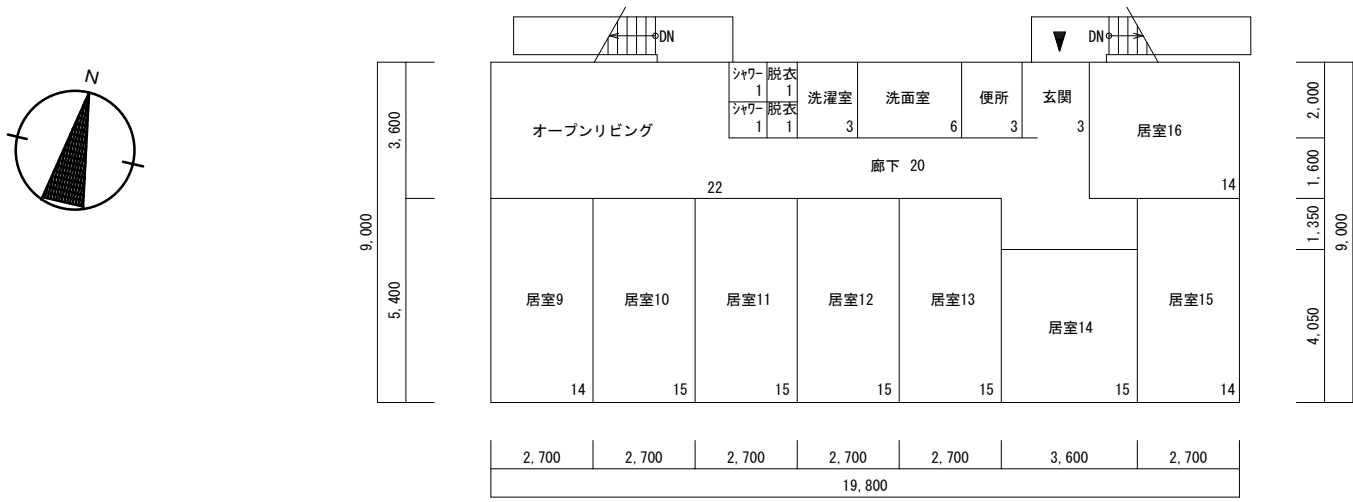 DN
DN
N
シャワー
1
脱衣
1
シャワー
1
脱衣
1
洗濯室
3
洗面室
6
便所
3
玄関
3
オープンリビング
22
廊下 20
居室16
14
3,600
9,000
5,400
2,000
1,600
1,350
9,000
4,050
居室9
14
居室10
15
居室11
15
居室12
15
居室13
15
居室14
15
居室15
14
2,700
2,700
2,700
2,700
2,700
3,600
2,700
19,800